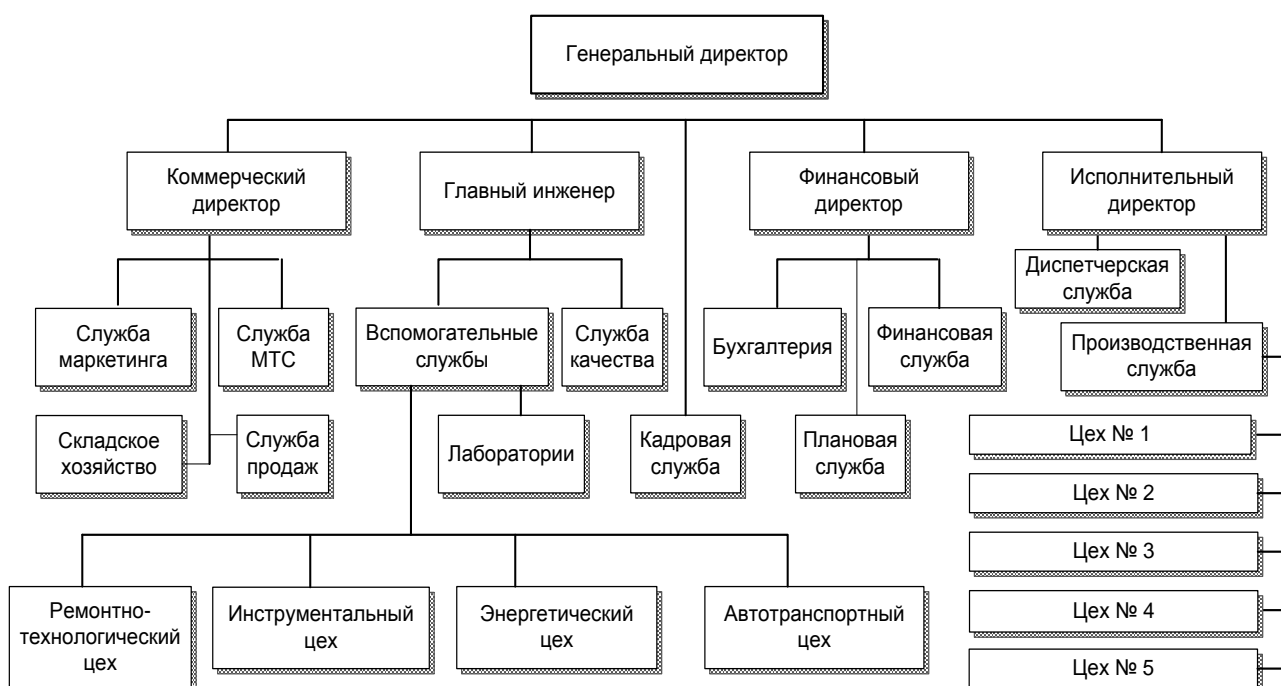 Генеральный директор
Коммерческий
директор
Главный инженер
Финансовый
директор
Исполнительный
директор
Диспетчерская
служба
Служба
маркетинга
Служба
МТС
Вспомогательные
службы
Служба
качества
Бухгалтерия
Финансовая
служба
Производственная
служба
Складское
хозяйство
Служба
продаж
Лаборатории
Кадровая
служба
Плановая
служба
Цех № 1
Цех № 2
Цех № 3
Цех № 4
Цех № 5
Ремонтно-
технологический
цех
Инструментальный
цех
Энергетический
цех
Автотранспортный
цех